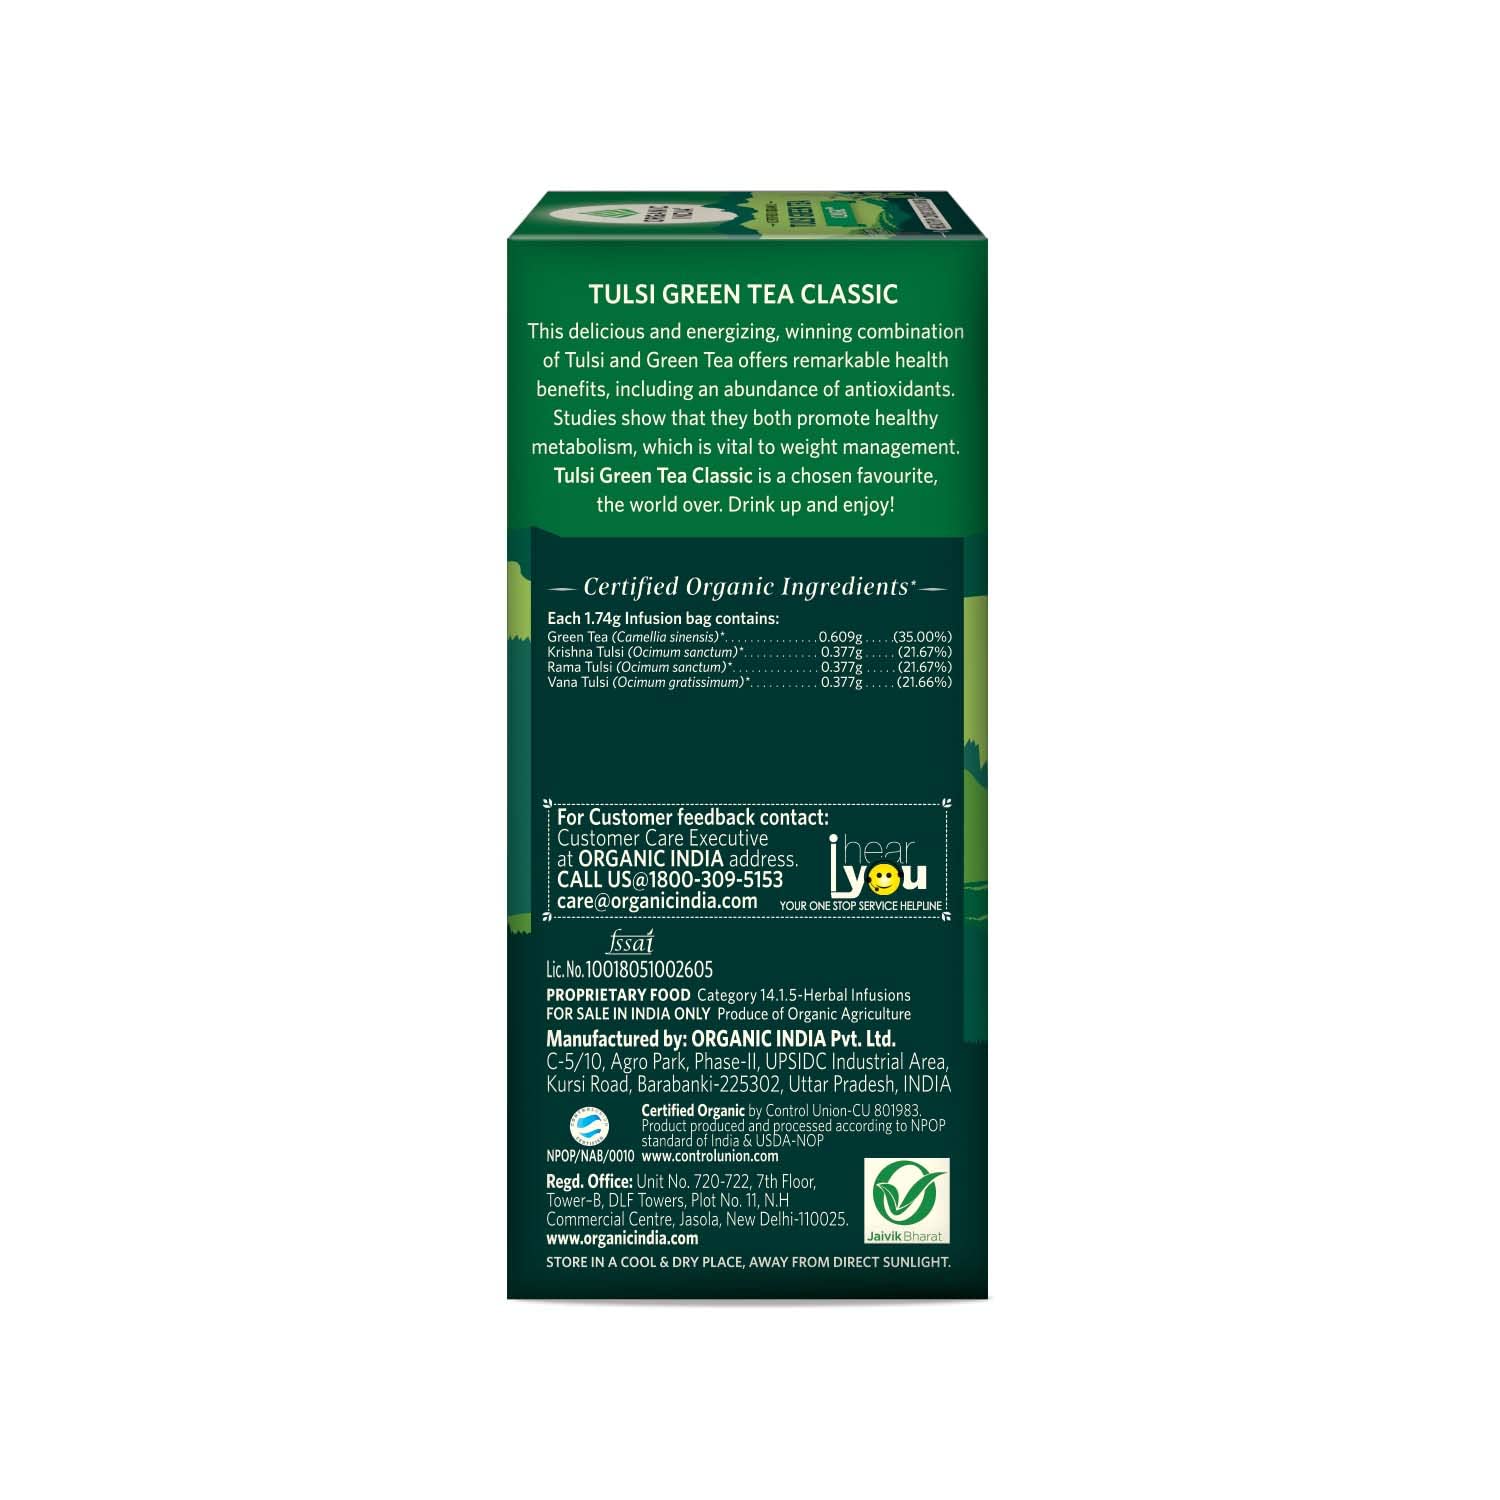 ORGANIC
INDIA
TULSI GREEN TEA
TULSI GREEN TEA CLASSIC
This delicious and energizing, winning combination
of Tulsi and Green Tea offers remarkable health
benefits, including an abundance of antioxidants.
Studies show that they both promote healthy
metabolism, which is vital to weight management.
Tulsi Green Tea Classic is a chosen favourite,
the world over. Drink up and enjoy!
Certified Organic Ingredients*
Each 1.74g Infusion bag contains:
Green Tea (Camellia sinensis)*...............0.609g.....(35.00%)
Krishna Tulsi (Ocimum sanctum)*............0.377g.....(21.67%)
Rama Tulsi (Ocimum sanctum)*..............0.377g.....(21.67%)
Vana Tulsi (Ocimum gratissimum)*...........0.377g.....(21.66%)
For Customer feedback contact:
Customer Care Executive
at ORGANIC INDIA address.
CALL US@1800-309-5153
care@organicindia.com
i hear
you
YOUR ONE STOP SERVICE HELPLINE
fssai
Lic. No. 10018051002605
PROPRIETARY FOOD Category 14.1.5-Herbal Infusions
FOR SALE IN INDIA ONLY Produce of Organic Agriculture
Manufactured by: ORGANIC INDIA Pvt. Ltd.
C-5/10, Agro Park, Phase-II, UPSIDC Industrial Area,
Kursi Road, Barabanki-225302, Uttar Pradesh, INDIA
Certified Organic by Control Union-CU 801983.
Product produced and processed according to NPOP
standard of India & USDA-NOP
NPOP/NAB/0010 www.controlunion.com
Regd. Office: Unit No. 720-722, 7th Floor,
Tower-B, DLF Towers, Plot No. 11, N.H
Commercial Centre, Jasola, New Delhi-110025.
www.organicindia.com
Jaivik Bharat
STORE IN A COOL & DRY PLACE, AWAY FROM DIRECT SUNLIGHT.